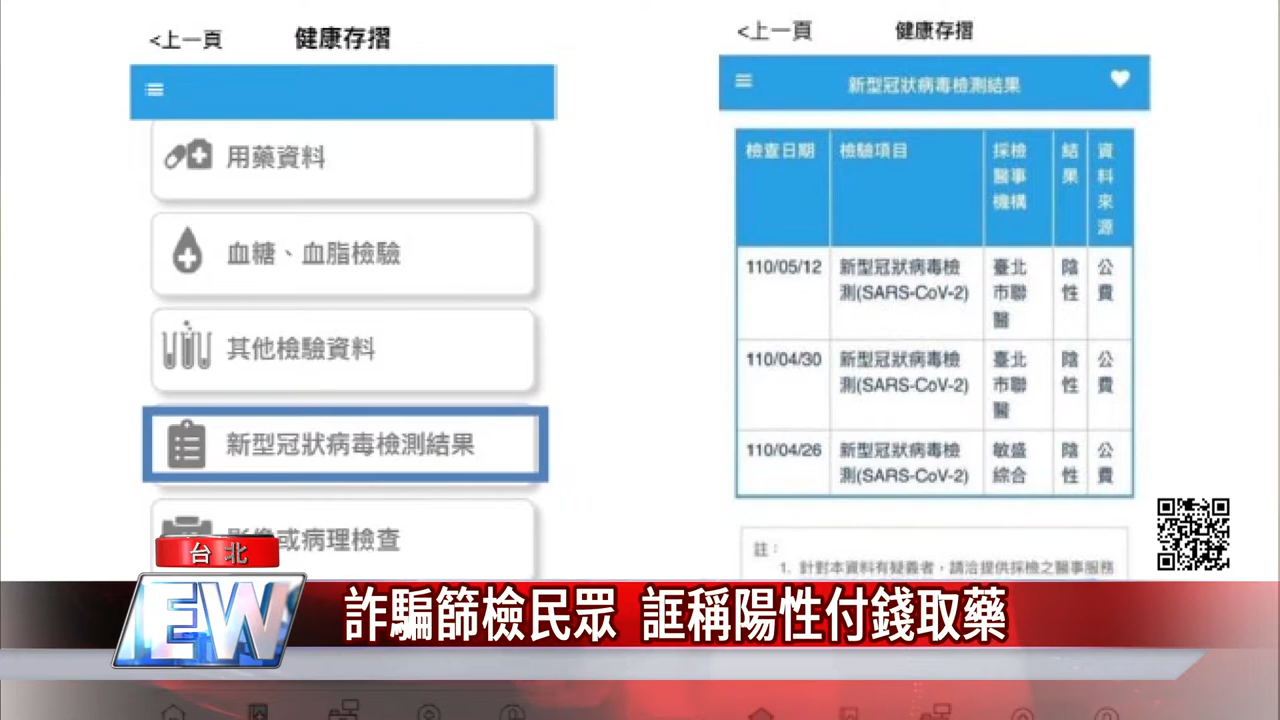 <上一頁
健康存摺
用藥資料
血糖、血脂檢驗
其他檢驗資料
新型冠狀病毒檢測結果
影像或病理檢查
<上一頁
健康存摺
新型冠狀病毒檢測結果
檢查日期
檢驗項目
採檢
醫事
機構
結
果
資
料
來
源
110/05/12
新型冠狀病毒檢
測(SARS-CoV-2)
臺北
市聯
醫
陰
性
公
費
110/04/30
新型冠狀病毒檢
測(SARS-CoV-2)
臺北
市聯
醫
陰
性
公
費
110/04/26
新型冠狀病毒檢
測(SARS-CoV-2)
敏盛
綜合
陰
性
公
費
註：
1. 針對本資料有疑義者，請洽提供採檢之醫事服務
台北
EW
詐騙篩檢民眾 誆稱陽性付錢取藥